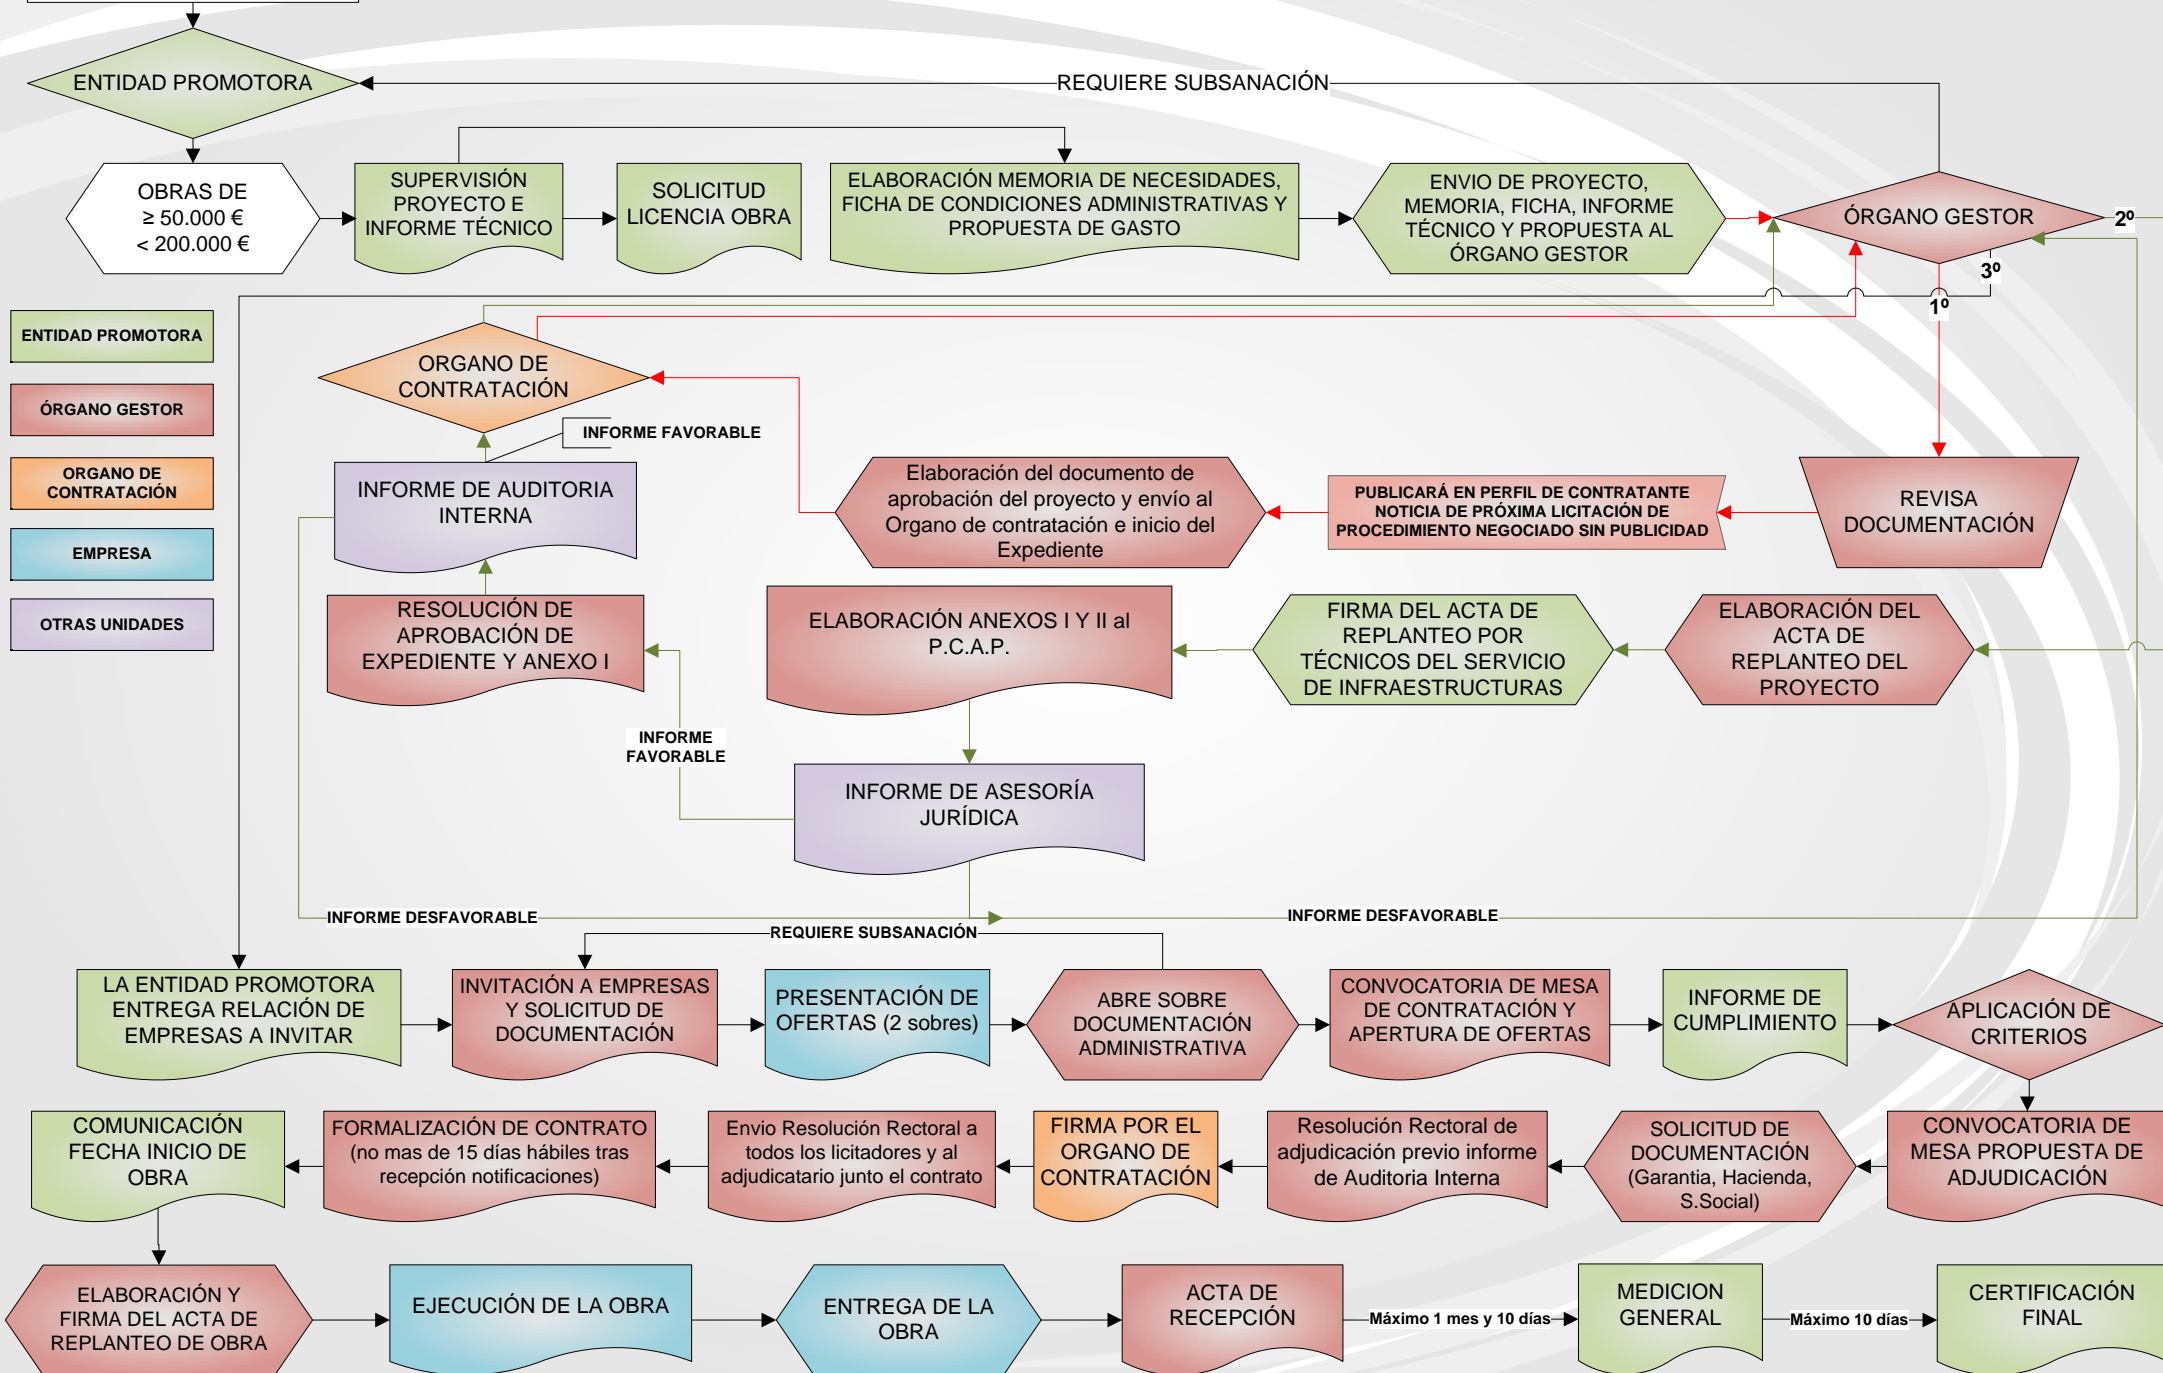 ENTIDAD PROMOTORA
REQUIERE SUBSANACIÓN
OBRAS DE
≥ 50.000 €
< 200.000 €
SUPERVISIÓN
PROYECTO E
INFORME TÉCNICO
SOLICITUD
LICENCIA OBRA
ELABORACIÓN MEMORIA DE NECESIDADES,
FICHA DE CONDICIONES ADMINISTRATIVAS Y
PROPUESTA DE GASTO
ENVIO DE PROYECTO,
MEMORIA, FICHA, INFORME
TÉCNICO Y PROPUESTA AL
ÓRGANO GESTOR
ÓRGANO GESTOR
2º
3º
1º
ENTIDAD PROMOTORA
ÓRGANO GESTOR
ORGANO DE
CONTRATACIÓN
EMPRESA
OTRAS UNIDADES
ORGANO DE
CONTRATACIÓN
INFORME FAVORABLE
INFORME DE AUDITORIA
INTERNA
Elaboración del documento de
aprobación del proyecto y envío al
Organo de contratación e inicio del
Expediente
PUBLICARÁ EN PERFIL DE CONTRATANTE
NOTICIA DE PRÓXIMA LICITACIÓN DE
PROCEDIMIENTO NEGOCIADO SIN PUBLICIDAD
REVISA
DOCUMENTACIÓN
RESOLUCIÓN DE
APROBACIÓN DE
EXPEDIENTE Y ANEXO I
ELABORACIÓN ANEXOS I Y II al
P.C.A.P.
FIRMA DEL ACTA DE
REPLANTEO POR
TÉCNICOS DEL SERVICIO
DE INFRAESTRUCTURAS
ELABORACIÓN DEL
ACTA DE
REPLANTEO DEL
PROYECTO
INFORME
FAVORABLE
INFORME DE ASESORÍA
JURÍDICA
INFORME DESFAVORABLE
INFORME DESFAVORABLE
REQUIERE SUBSANACIÓN
LA ENTIDAD PROMOTORA
ENTREGA RELACIÓN DE
EMPRESAS A INVITAR
INVITACIÓN A EMPRESAS
Y SOLICITUD DE
DOCUMENTACIÓN
PRESENTACIÓN DE
OFERTAS (2 sobres)
ABRE SOBRE
DOCUMENTACIÓN
ADMINISTRATIVA
CONVOCATORIA DE MESA
DE CONTRATACIÓN Y
APERTURA DE OFERTAS
INFORME DE
CUMPLIMIENTO
APLICACIÓN DE
CRITERIOS
COMUNICACIÓN
FECHA INICIO DE
OBRA
FORMALIZACIÓN DE CONTRATO
(no mas de 15 días hábiles tras
recepción notificaciones)
Envio Resolución Rectoral a
todos los licitadores y al
adjudicatario junto el contrato
FIRMA POR EL
ORGANO DE
CONTRATACIÓN
Resolución Rectoral de
adjudicación previo informe
de Auditoria Interna
SOLICITUD DE
DOCUMENTACIÓN
(Garantia, Hacienda,
S.Social)
CONVOCATORIA DE
MESA PROPUESTA DE
ADJUDICACIÓN
ELABORACIÓN Y
FIRMA DEL ACTA DE
REPLANTEO DE OBRA
EJECUCIÓN DE LA OBRA
ENTREGA DE LA
OBRA
ACTA DE
RECEPCIÓN
Máximo 1 mes y 10 días
MEDICION
GENERAL
Máximo 10 días
CERTIFICACIÓN
FINAL